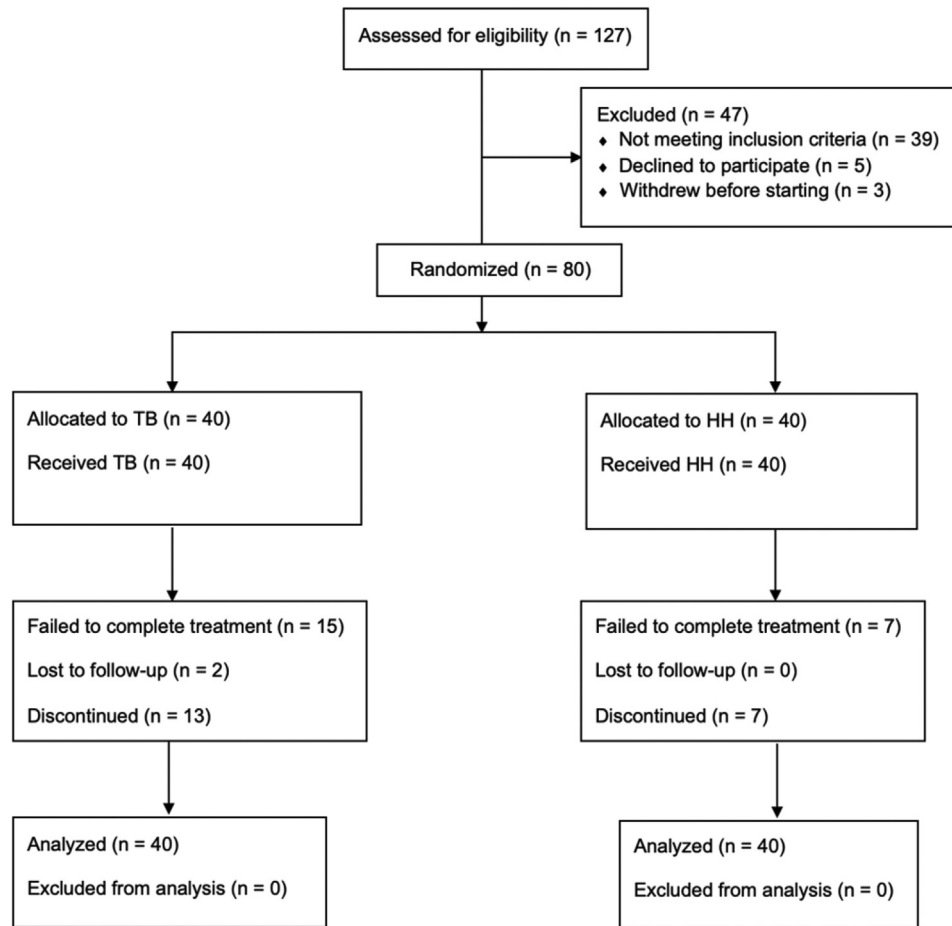 Assessed for eligibility (n = 127)
Excluded (n = 47)
♦ Not meeting inclusion criteria (n = 39)
♦ Declined to participate (n = 5)
♦ Withdrew before starting (n = 3)
Randomized (n = 80)
Allocated to TB (n = 40)
Received TB (n = 40)
Allocated to HH (n = 40)
Received HH (n = 40)
Failed to complete treatment (n = 15)
Lost to follow-up (n = 2)
Discontinued (n = 13)
Failed to complete treatment (n = 7)
Lost to follow-up (n = 0)
Discontinued (n = 7)
Analyzed (n = 40)
Excluded from analysis (n = 0)
Analyzed (n = 40)
Excluded from analysis (n = 0)